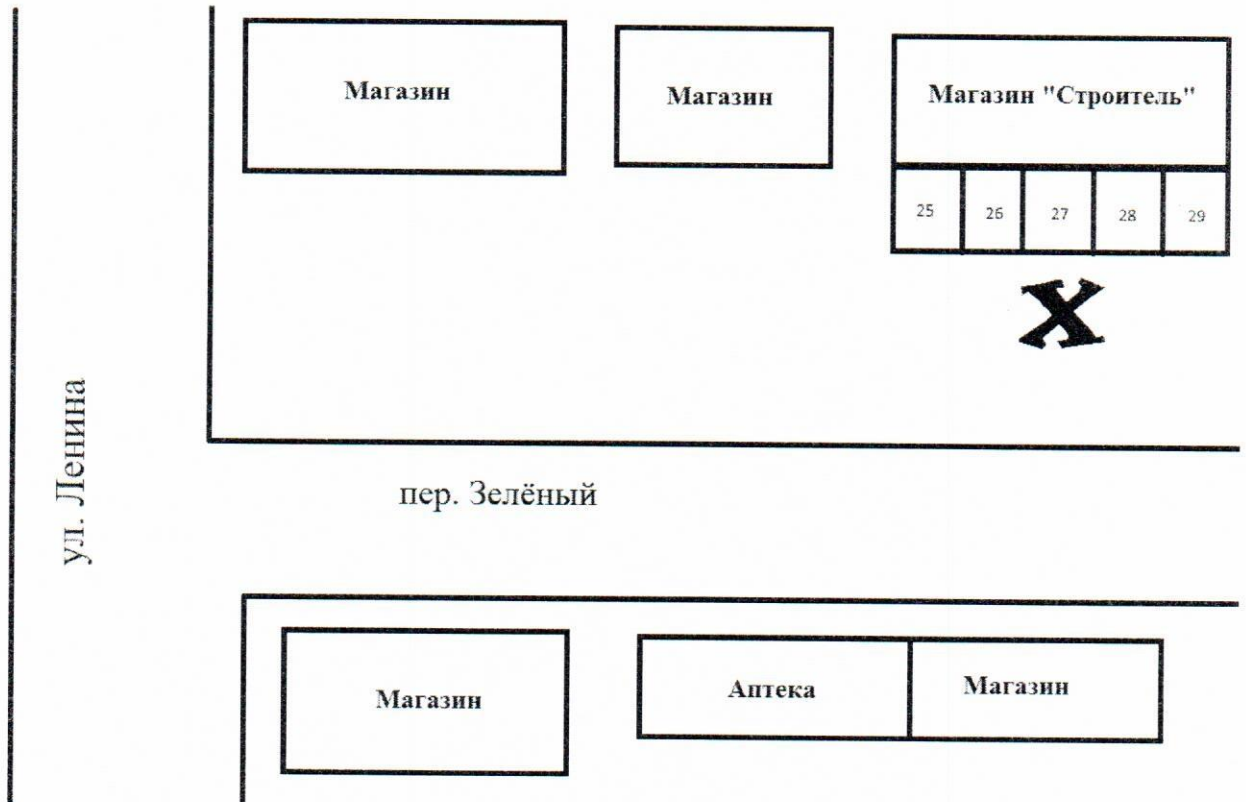 Магазин
Магазин
Магазин "Строитель"
25 26 27 28 29
X
ул. Ленина
пер. Зелёный
Магазин
Аптека
Магазин